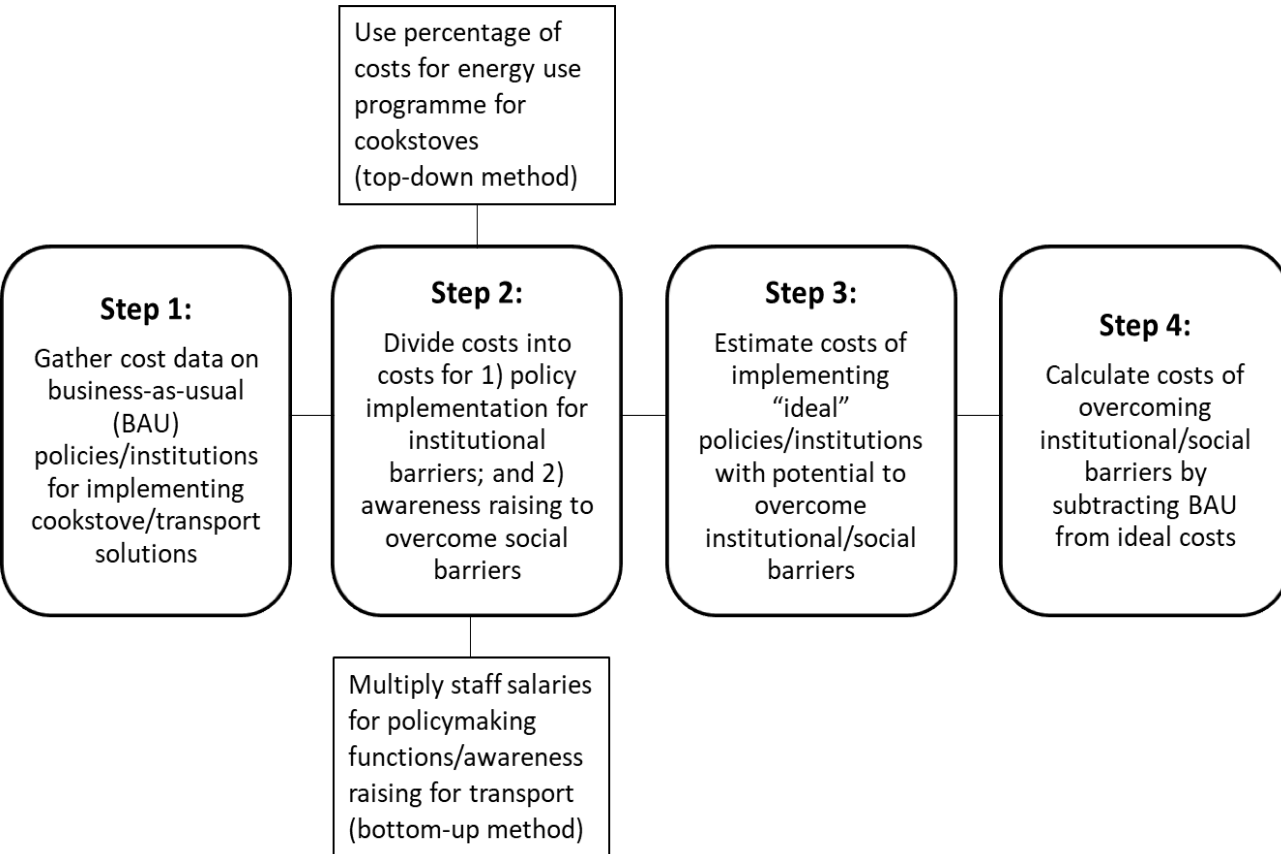 Use percentage of
costs for energy use
programme for
cookstoves
(top-down method)
Step 1:
Gather cost data on
business-as-usual
(BAU)
policies/institutions
for implementing
cookstove/transport
solutions
Step 2:
Divide costs into
costs for 1) policy
implementation for
institutional
barriers; and 2)
awareness raising to
overcome social
barriers
Step 3:
Estimate costs of
implementing
“ideal”
policies/institutions
with potential to
overcome
institutional/social
barriers
Step 4:
Calculate costs of
overcoming
institutional/social
barriers by
subtracting BAU
from ideal costs
Multiply staff salaries
for policymaking
functions/awareness
raising for transport
(bottom-up method)